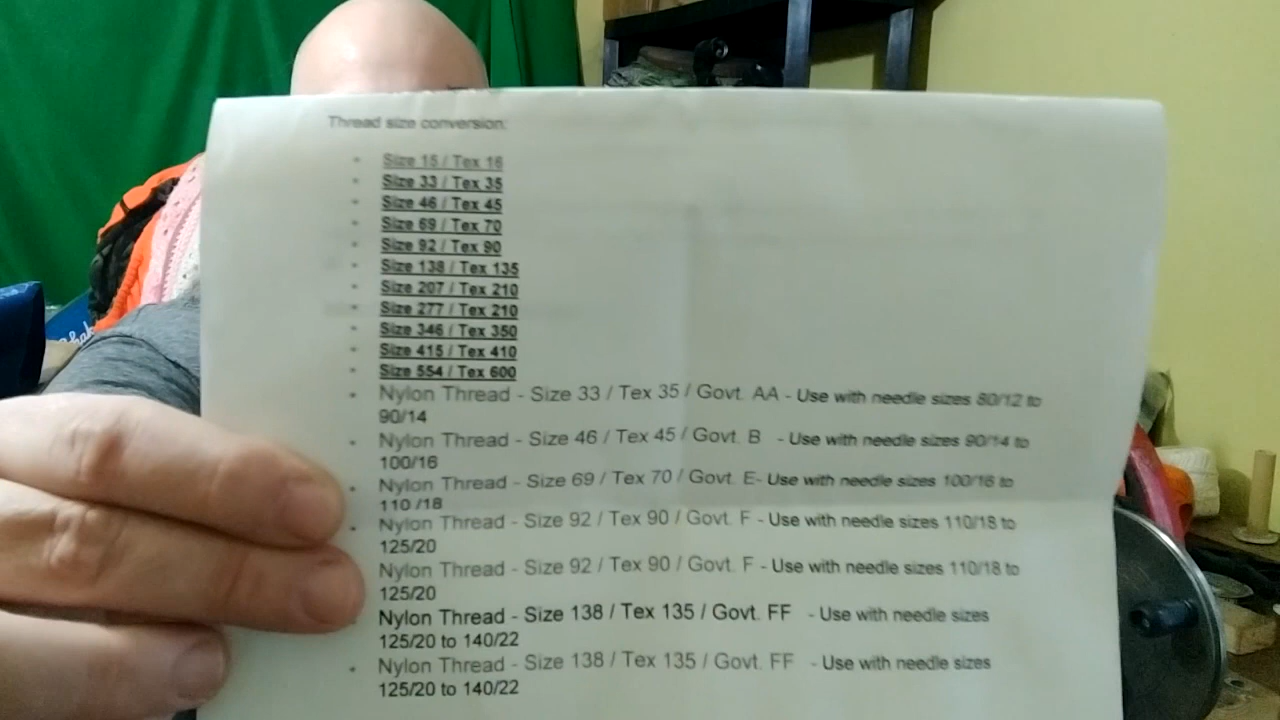 Thread size conversion:
Size 15 / Tex 16
Size 33 / Tex 35
Size 46 / Tex 45
Size 69 / Tex 70
Size 92 / Tex 90
Size 138 / Tex 135
Size 207 / Tex 210
Size 277 / Tex 210
Size 346 / Tex 350
Size 415 / Tex 410
Size 554 / Tex 600
Nylon Thread - Size 33 / Tex 35 / Govt. AA - Use with needle sizes 80/12 to
90/14
Nylon Thread - Size 46 / Tex 45 / Govt. B - Use with needle sizes 90/14 to
100/16
Nylon Thread - Size 69 / Tex 70 / Govt. E- Use with needle sizes 100/16 to
110 /18
Nylon Thread - Size 92 / Tex 90 / Govt. F - Use with needle sizes 110/18 to
125/20
Nylon Thread - Size 92 / Tex 90 / Govt. F - Use with needle sizes 110/18 to
125/20
Nylon Thread - Size 138 / Tex 135 / Govt. FF - Use with needle sizes
125/20 to 140/22
Nylon Thread - Size 138 / Tex 135 / Govt. FF - Use with needle sizes
125/20 to 140/22